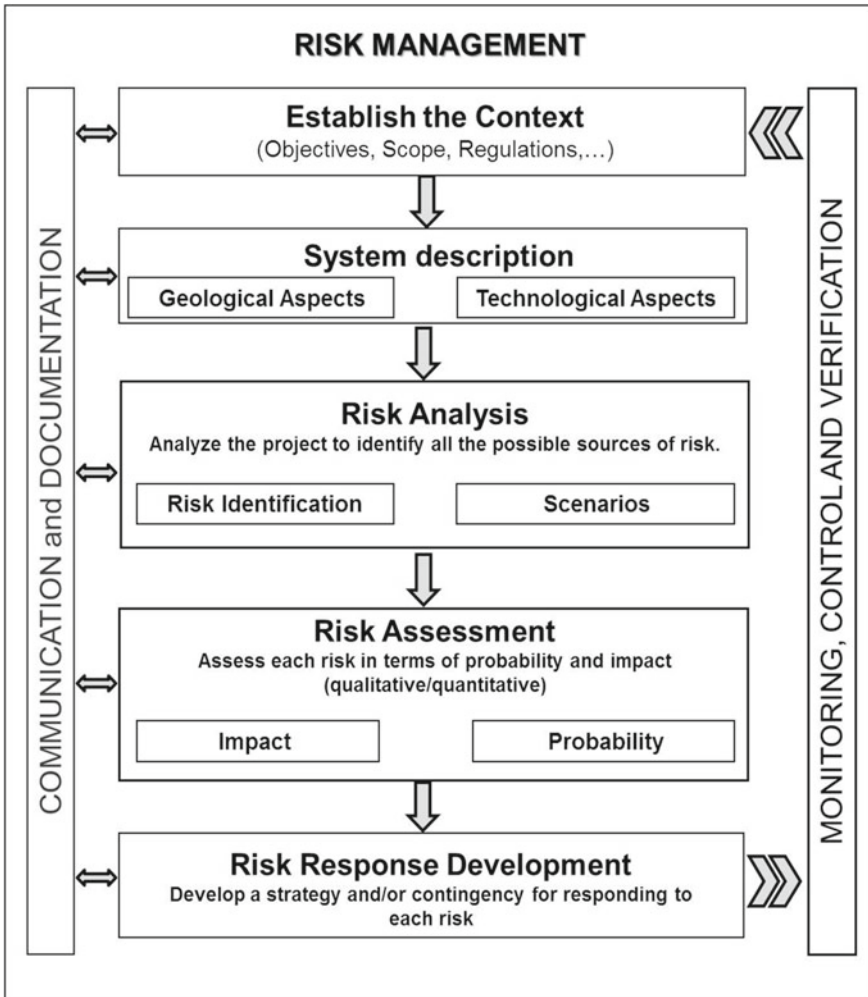 RISK MANAGEMENT
COMMUNICATION and DOCUMENTATION
Establish the Context
(Objectives, Scope, Regulations,…)
System description
Geological Aspects
Technological Aspects
Risk Analysis
Analyze the project to identify all the possible sources of risk.
Risk Identification
Scenarios
Risk Assessment
Assess each risk in terms of probability and impact
(qualitative/quantitative)
Impact
Probability
Risk Response Development
Develop a strategy and/or contingency for responding to
each risk
MONITORING, CONTROL AND VERIFICATION